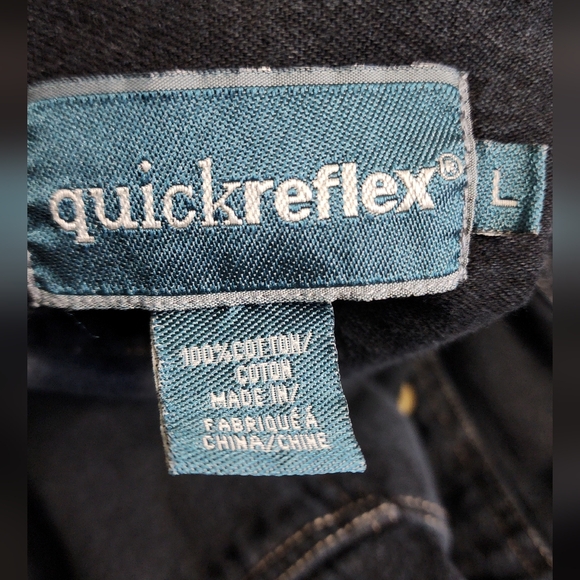 quickreflex®
L
100%COTTON/
COTON
MADE IN/
FABRIQUÉ À
CHINA/CHINE